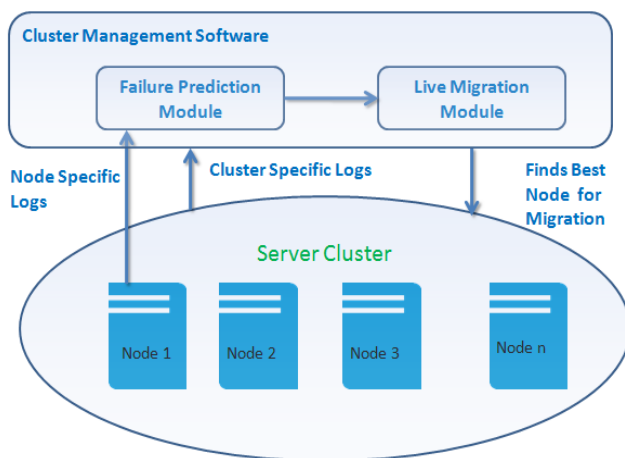 Cluster Management Software
Failure Prediction
Module
Live Migration
Module
Node Specific
Logs
Cluster Specific Logs
Finds Best
Node for
Migration
Server Cluster
Node 1
Node 2
Node 3
Node n